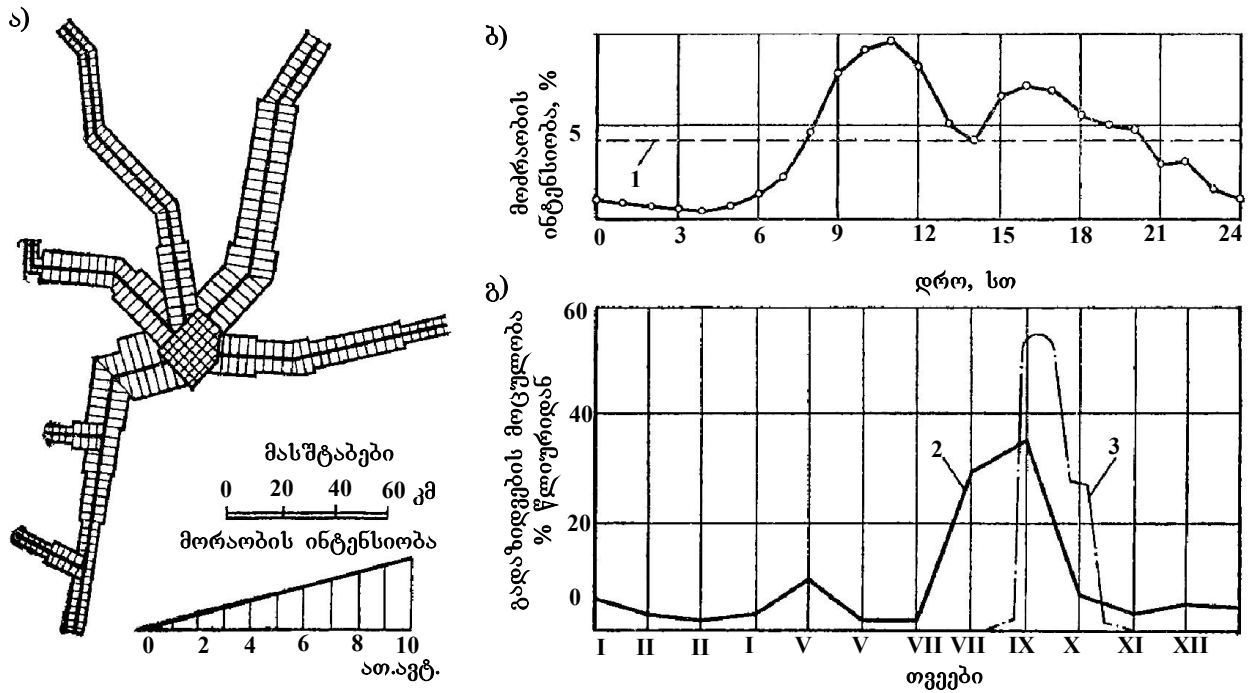 ა)
მასშტაბები
0 20 40 60 კმ
მორაობის ინტენსიობა
0 2 4 6 8 10
ათ.ავტ.
ბ)
მოძრაობის
ინტენსიობა, %
5
1
0 3 6 9 12 15 18 21 24
დრო, სთ
გ)
გადაზიდვების მოცულობა
% წლიურიდან
60
40
20
0
2
3
I II II I V V VII VII IX X XI XII
თვეები